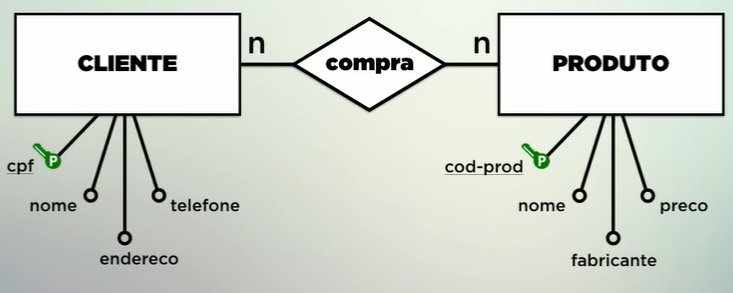 CLIENTE
n
compra
n
PRODUTO
cpf
P
nome
endereco
telefone
cod-prod
P
nome
fabricante
preco